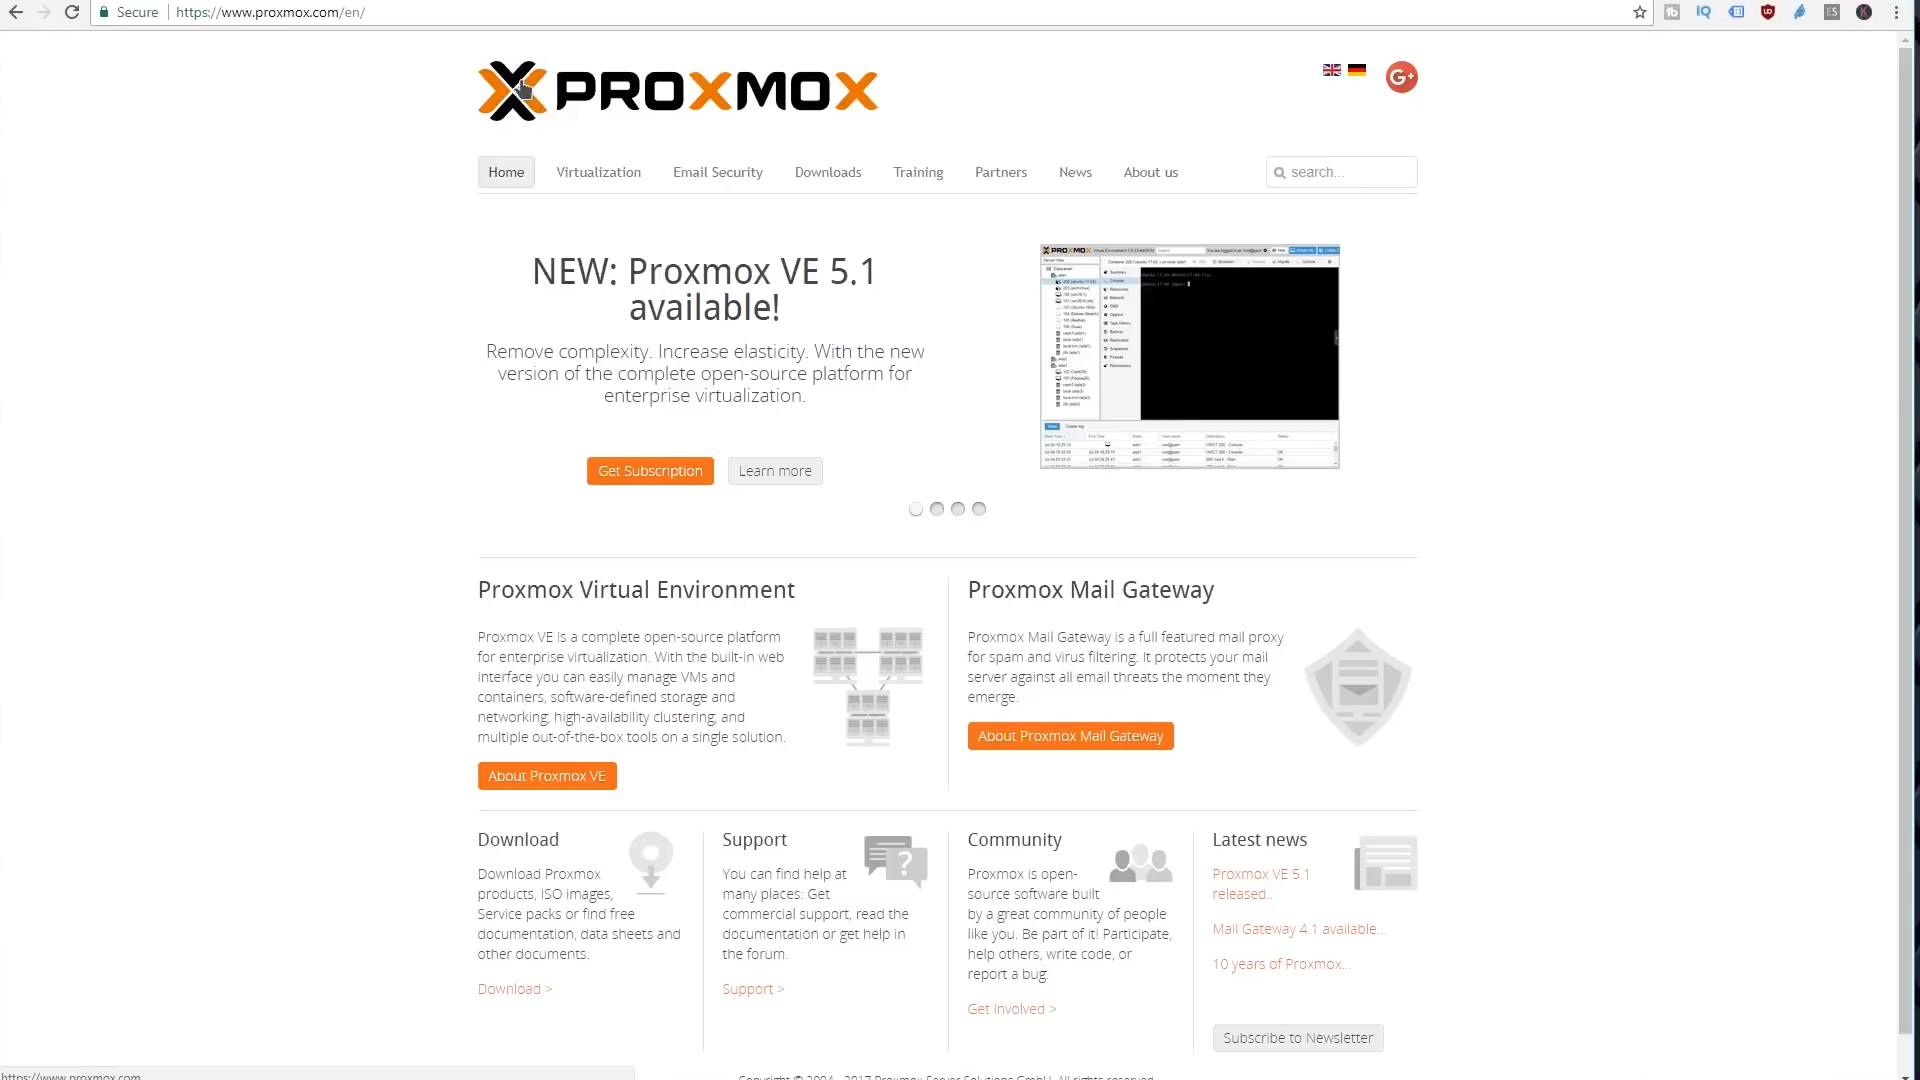 Secure
https://www.proxmox.com/en/
PROXMOX
G+
Home
Virtualization
Email Security
Downloads
Training
Partners
News
About us
search...
NEW: Proxmox VE 5.1
available!
Remove complexity. Increase elasticity. With the new
version of the complete open-source platform for
enterprise virtualization.
Get Subscription
Learn more
Proxmox Virtual Environment
Proxmox VE is a complete open-source platform
for enterprise virtualization. With the built-in web
interface you can easily manage VMs and
containers, software-defined storage and
networking, high-availability clustering, and
multiple out-of-the-box tools on a single solution.
About Proxmox VE
Proxmox Mail Gateway
Proxmox Mail Gateway is a full featured mail proxy
for spam and virus filtering. It protects your mail
server against all email threats the moment they
emerge.
About Proxmox Mail Gateway
Download
Download Proxmox
products, ISO images,
Service packs or find free
documentation, data sheets and
other documents.
Download >
Support
You can find help at
many places: Get
commercial support, read the
documentation or get help in
the forum.
Support >
Community
Proxmox is open-
source software built
by a great community of people
like you. Be part of it! Participate,
help others, write code, or
report a bug.
Get involved >
Latest news
Proxmox VE 5.1
released...
Mail Gateway 4.1 available...
10 years of Proxmox...
Subscribe to Newsletter
https://www.proxmox.com
Copyright © 2004 - 2017 Proxmox Server Solutions GmbH. All rights reserved.